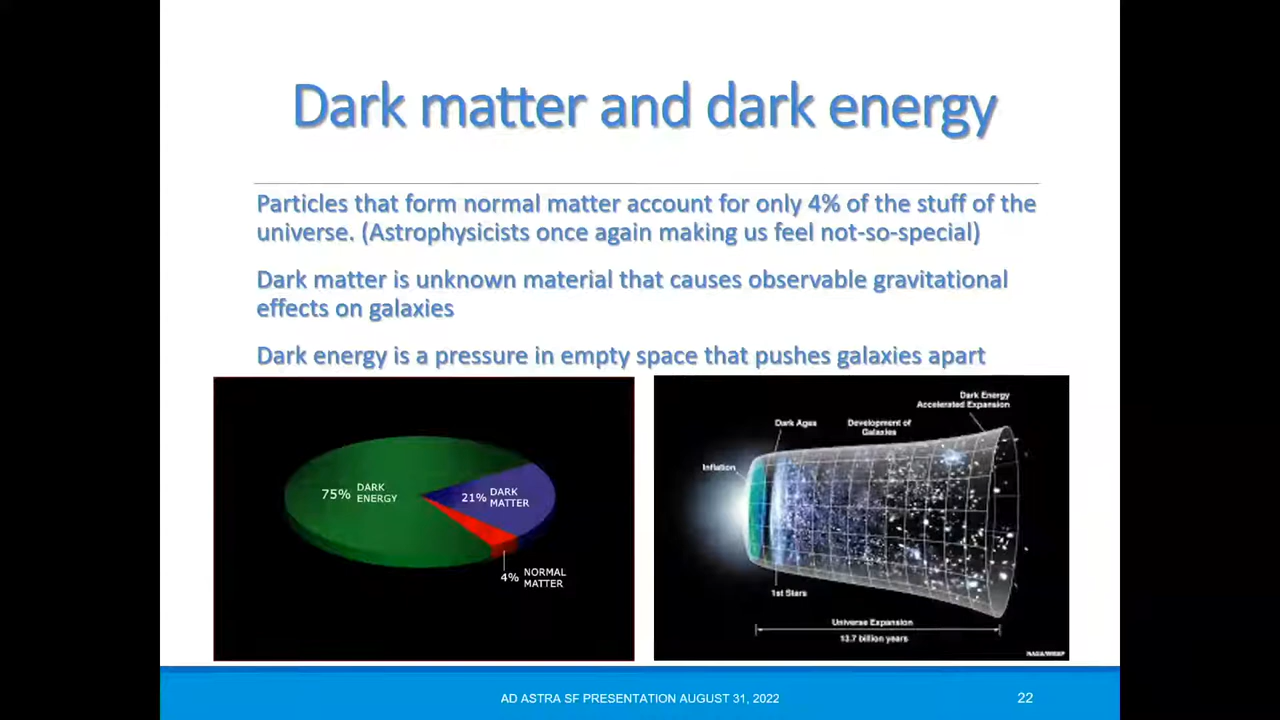 Dark matter and dark energy
Particles that form normal matter account for only 4% of the stuff of the
universe. (Astrophysicists once again making us feel not-so-special)
Dark matter is unknown material that causes observable gravitational
effects on galaxies
Dark energy is a pressure in empty space that pushes galaxies apart
75% DARK
ENERGY
21% DARK
MATTER
4% NORMAL
MATTER
Dark Energy
Accelerated Expansion
Dark Ages
Development of
Galaxies
Inflation
1st Stars
Universe Expansion
13.7 billion years
NASA/WMAP
AD ASTRA SF PRESENTATION AUGUST 31, 2022
22